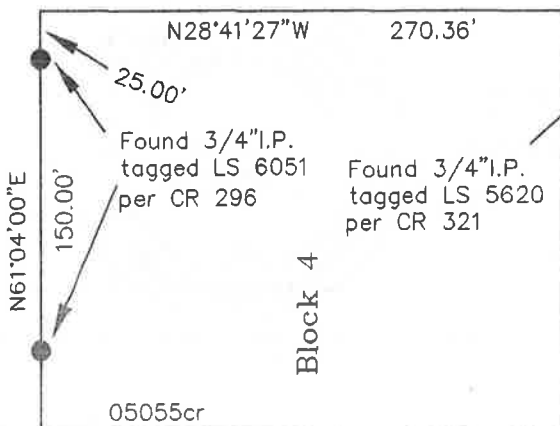 N28°41'27"W 270.36'
25.00'
Found 3/4"I.P.
tagged LS 6051
per CR 296
Found 3/4"I.P.
tagged LS 5620
per CR 321
N61°04'00"E
150.00'
Block 4
05055cr